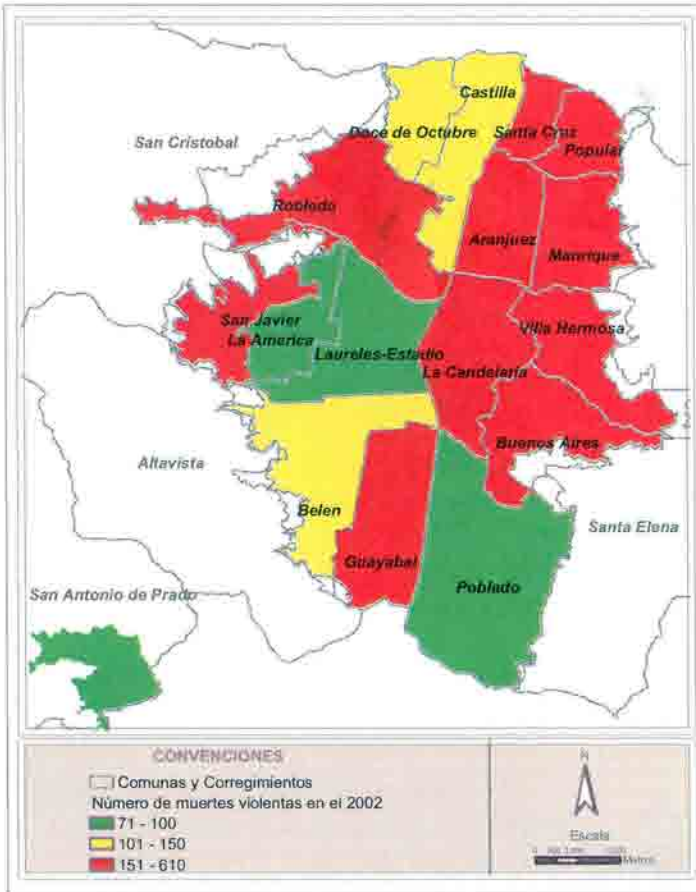 Castilla
Doce de Octubre
Santa Cruz
San Cristobal
Popular
Robledo
Aranjuez
Manrique
San Javier
Villa Hermosa
La America
Laureles-Estadio
La Candelaria
Buenos Aires
Altavista
Belen
Santa Elena
Guayabal
Poblado
San Antonio de Prado
CONVENCIONES
Comunas y Corregimientos
Número de muertes violentas en el 2002
71 - 100
101 - 150
151 - 610
N
Escala
Metros